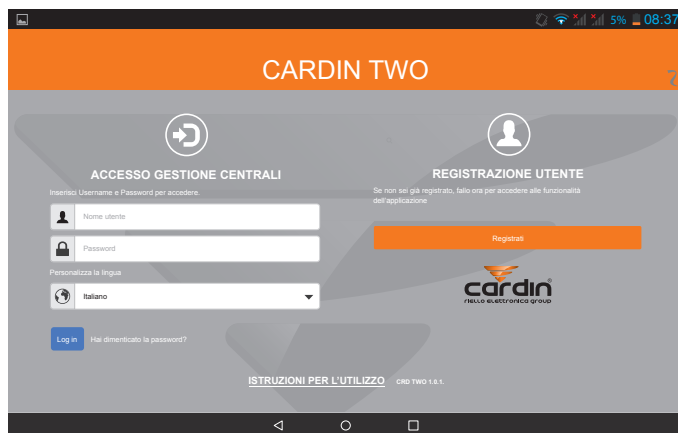 5% 08:37
CARDIN TWO
ACCESSO GESTIONE CENTRALI
Inserisci Username e Password per accedere.
Nome utente
Password
Personalizza la lingua
Italiano
Log in Hai dimenticato la password?
REGISTRAZIONE UTENTE
Se non sei già registrato, fallo ora per accedere alle funzionalità
dell'applicazione
Registrati
cardin
riello elettronica group
ISTRUZIONI PER L'UTILIZZO CRD TWO 1.0.1.